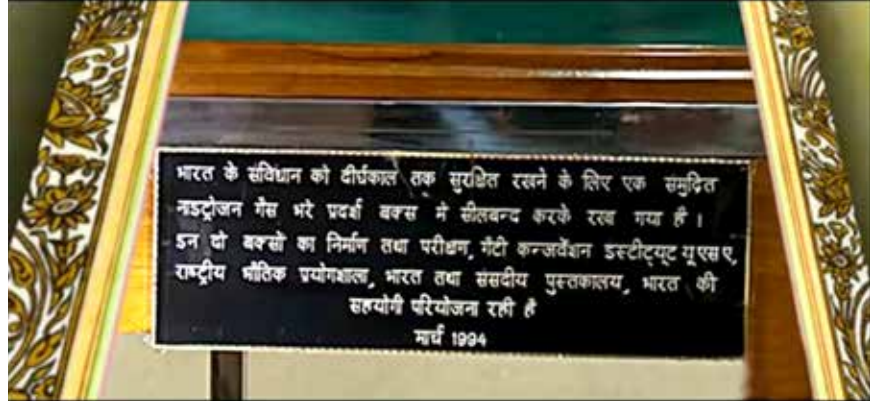 भारत के संविधान को दीर्घकाल तक सुरक्षित रखने के लिए एक समुद्रित
नाइट्रोजन गैस भरे प्रदर्श बक्स मे सीलबन्द करके रखा गया है ।
इन दो बक्सो का निर्माण तथा परीक्षण, गैटी कन्जर्वेशन इंस्टीट्यूट यू एस ए,
राष्ट्रीय भौतिक प्रयोगशाला, भारत तथा संसदीय पुस्तकालय, भारत की
सहयोगी परियोजना रही है
मार्च 1994